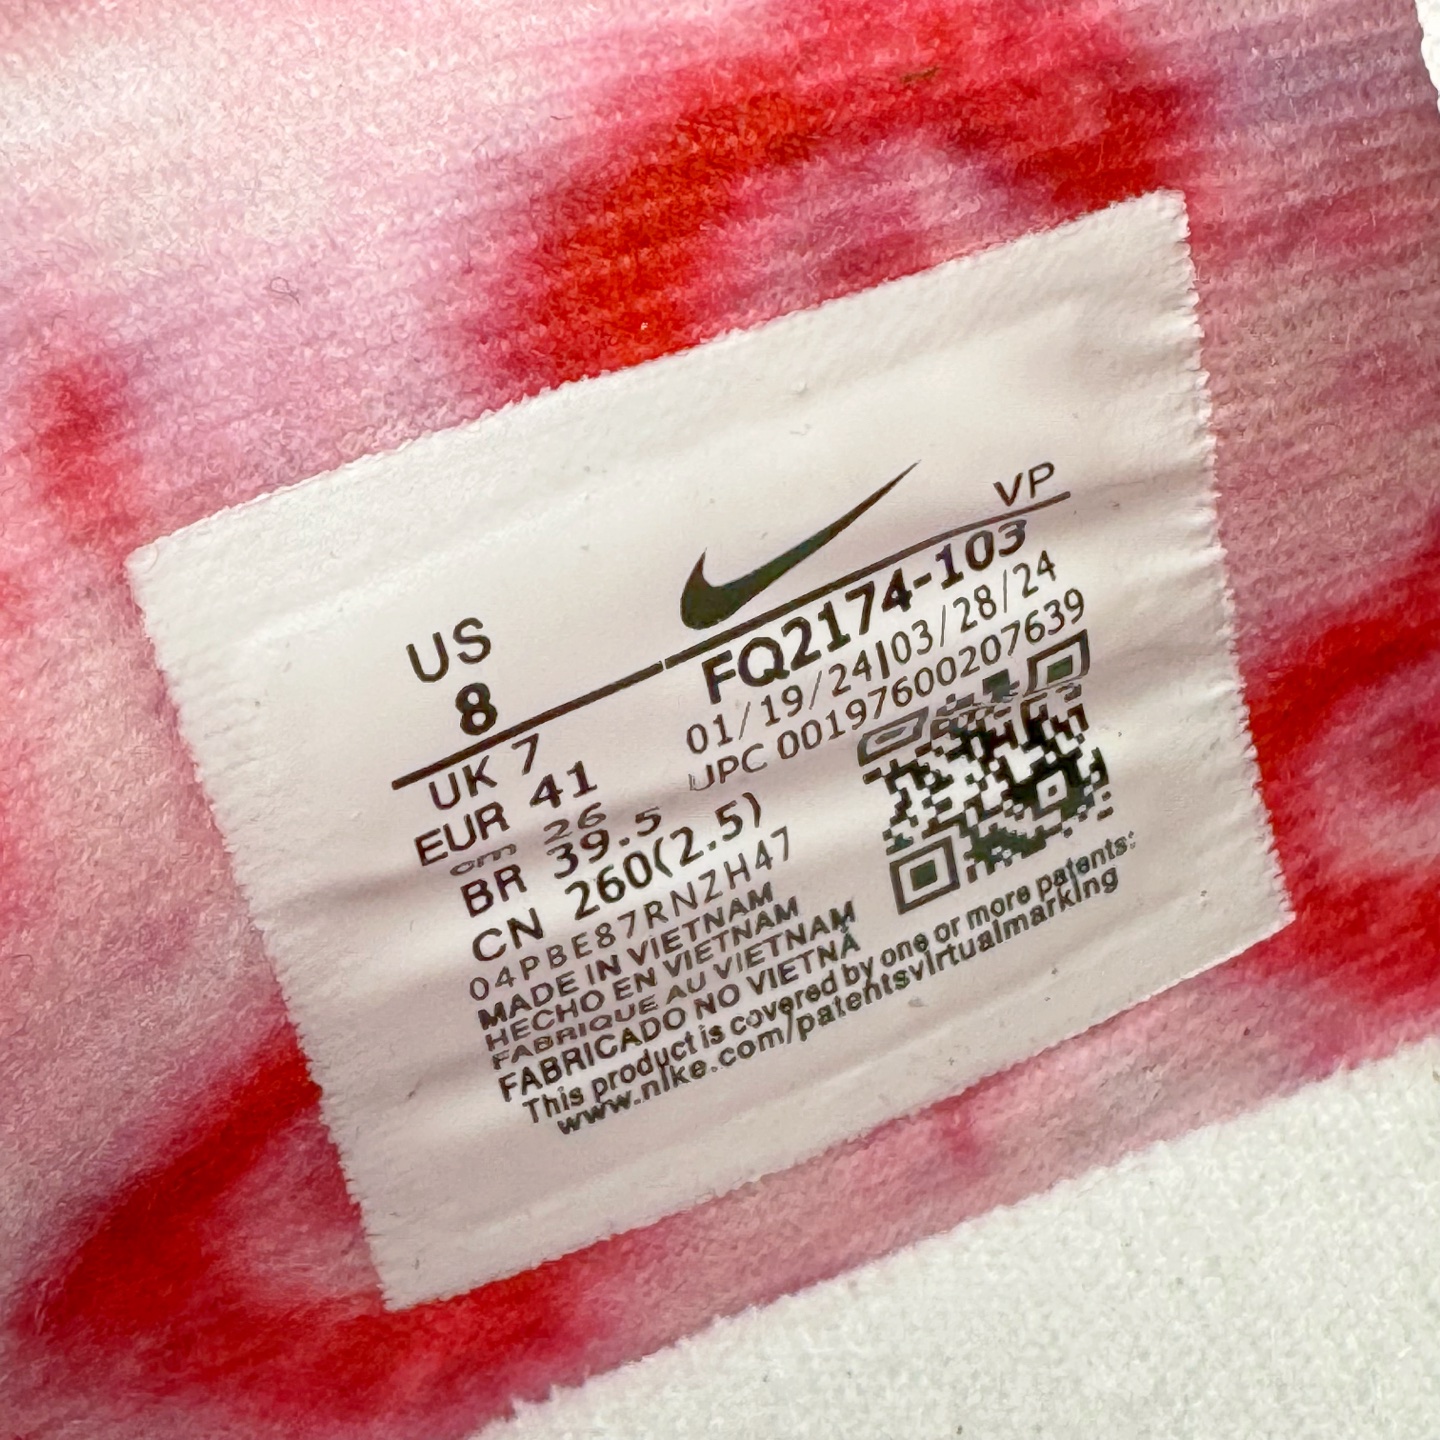 US
8
UK 7
EUR 41
cm 26
BR 39.5
CN 260(2.5)
VP
FQ2174-103
01/19/24|03/28/24
UPC 00197600207639
04PBE87RNZH47
MADE IN VIETNAM
HECHO EN VIETNAM
FABRIQUE AU VIETNAM
FABRICADO NO VIETNÃ
This product is covered by one or more patents:
www.nike.com/patentsvirtualmarking